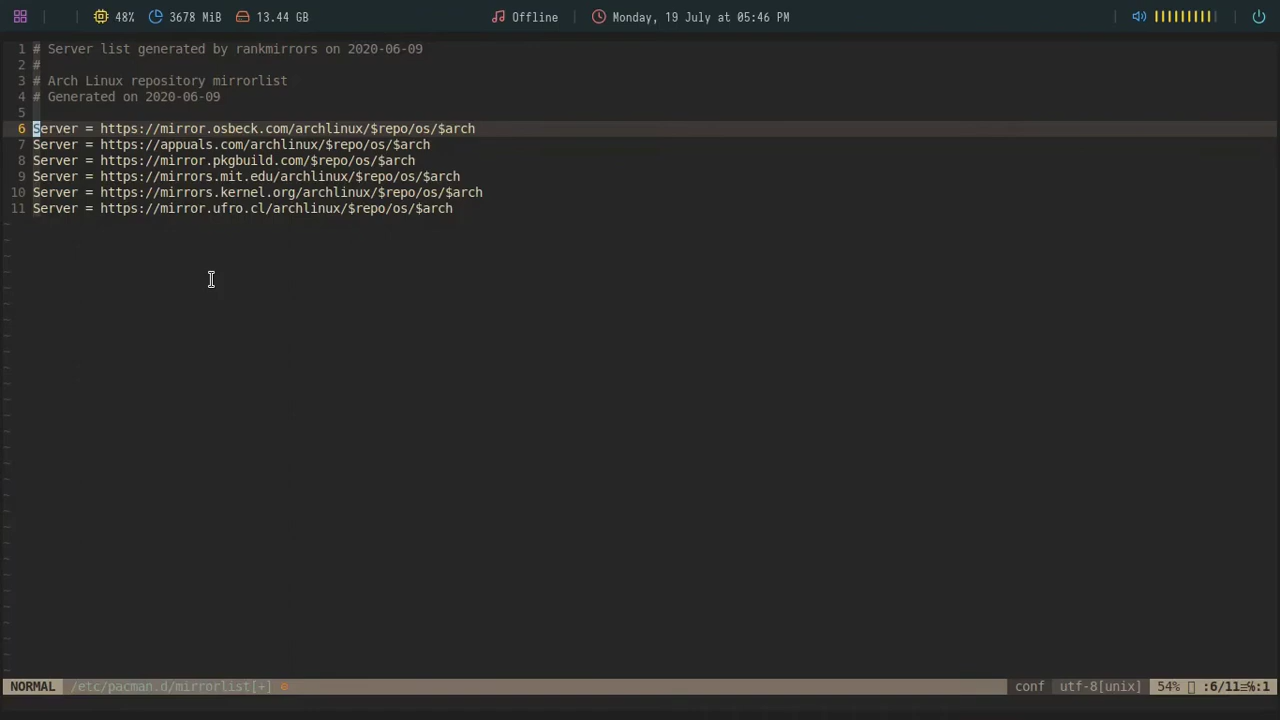 48% 3678 MiB 13.44 GB Offline Monday, 19 July at 05:46 PM
1 # Server list generated by rankmirrors on 2020-06-09
2 #
3 # Arch Linux repository mirrorlist
4 # Generated on 2020-06-09
5
6 Server = https://mirror.osbeck.com/archlinux/$repo/os/$arch
7 Server = https://appuals.com/archlinux/$repo/os/$arch
8 Server = https://mirror.pkgbuild.com/$repo/os/$arch
9 Server = https://mirrors.mit.edu/archlinux/$repo/os/$arch
10 Server = https://mirrors.kernel.org/archlinux/$repo/os/$arch
11 Server = https://mirror.ufro.cl/archlinux/$repo/os/$arch
NORMAL /etc/pacman.d/mirrorlist[+] conf utf-8[unix] 54% :6/11≡℅:1